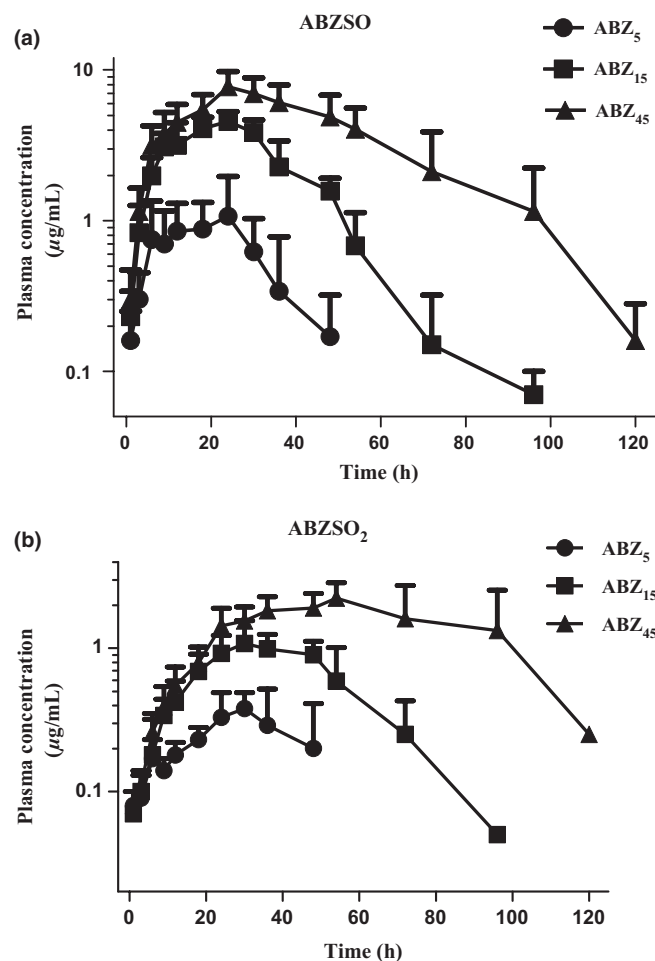 (a)
ABZSO
ABZ₅
ABZ₁₅
ABZ₄₅
Plasma concentration
(µg/mL)
10
1
0.1
0 20 40 60 80 100 120
Time (h)
(b)
ABZSO₂
ABZ₅
ABZ₁₅
ABZ₄₅
Plasma concentration
(µg/mL)
1
0.1
0 20 40 60 80 100 120
Time (h)